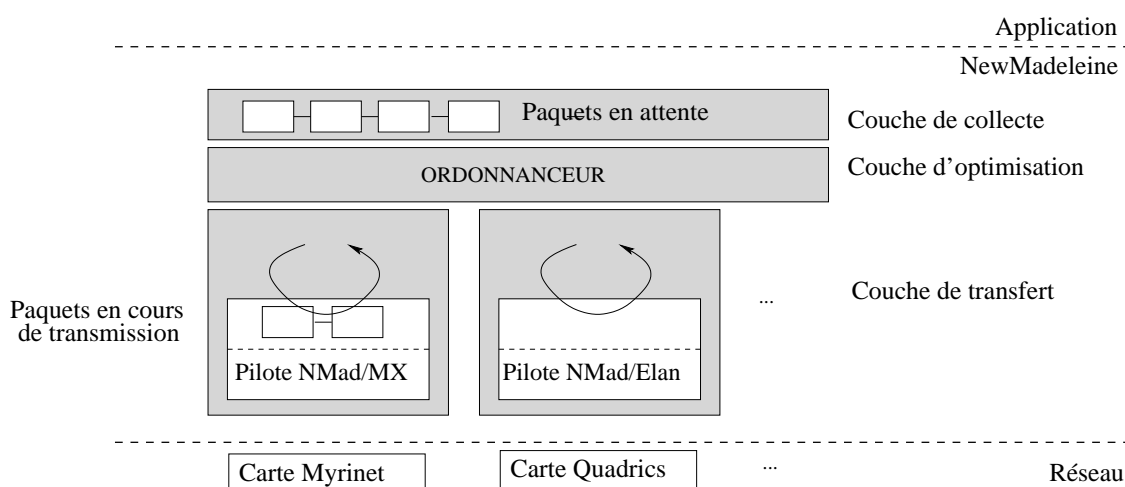 Application
NewMadeleine
Paquets en attente
Couche de collecte
ORDONNANCEUR
Couche d'optimisation
...
Couche de transfert
Paquets en cours
de transmission
Pilote NMad/MX
Pilote NMad/Elan
Carte Myrinet
Carte Quadrics
...
Réseau